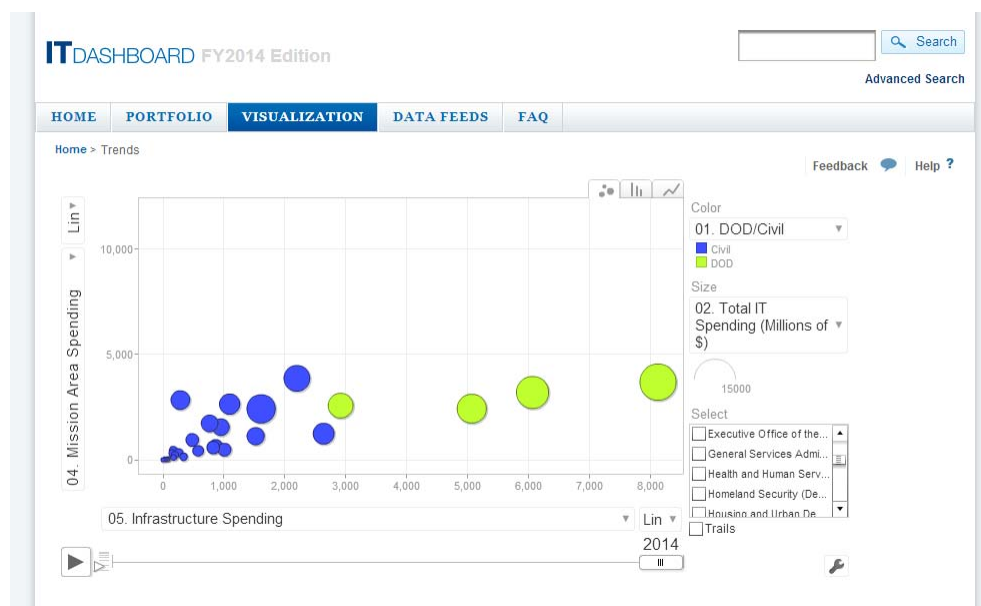 ITDASHBOARD FY2014 Edition
Search
Advanced Search
HOME PORTFOLIO VISUALIZATION DATA FEEDS FAQ
Home > Trends
Feedback Help ?
Lin
04. Mission Area Spending
10,000
5,000
0
0 1,000 2,000 3,000 4,000 5,000 6,000 7,000 8,000
05. Infrastructure Spending Lin
2014
Color
01. DOD/Civil
Civil
DOD
Size
02. Total IT
Spending (Millions of
$)
15000
Select
Executive Office of the...
General Services Admi...
Health and Human Serv...
Homeland Security (De...
Housing and Urban De
Trails